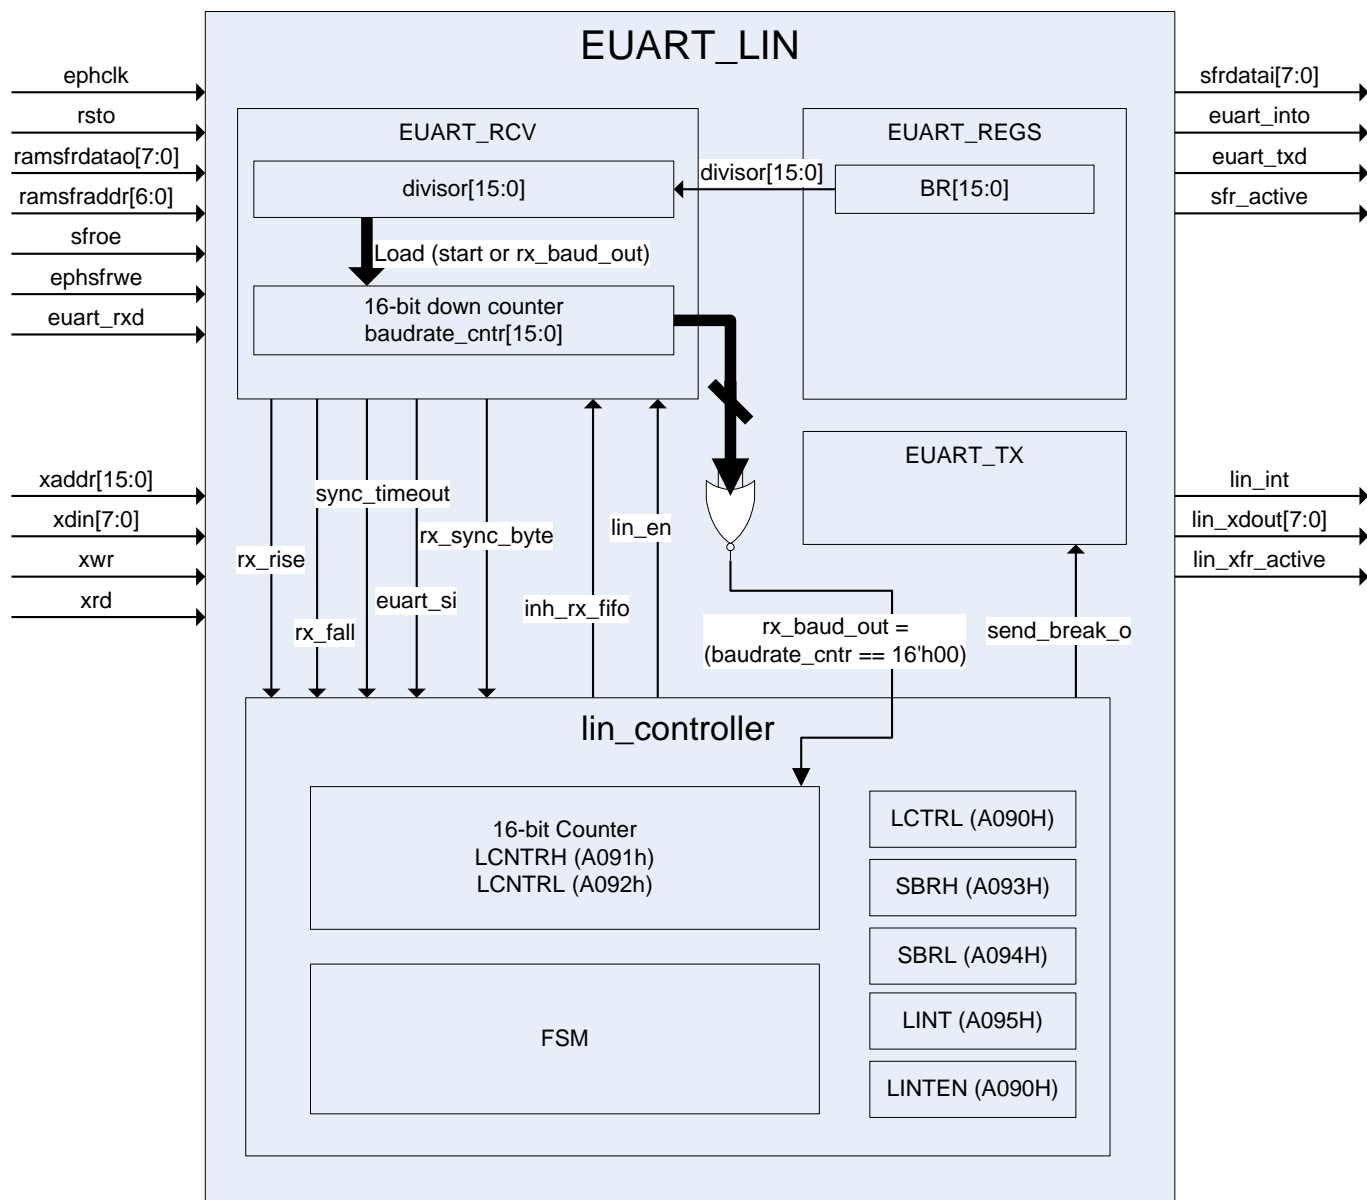 EUART_LIN
ephclk
rsto
ramsfrdatao[7:0]
ramsfraddr[6:0]
sfroe
ephsfrwe
euart_rxd
xaddr[15:0]
xdin[7:0]
xwr
xrd
EUART_RCV
divisor[15:0]
Load (start or rx_baud_out)
16-bit down counter
baudrate_cntr[15:0]
divisor[15:0]
EUART_REGS
BR[15:0]
EUART_TX
sfrdatai[7:0]
euart_into
euart_txd
sfr_active
lin_int
lin_xdout[7:0]
lin_xfr_active
sync_timeout
rx_sync_byte
lin_en
rx_rise
euart_si
inh_rx_fifo
rx_fall
rx_baud_out =
(baudrate_cntr == 16'h00)
send_break_o
lin_controller
16-bit Counter
LCNTRH (A091h)
LCNTRL (A092h)
FSM
LCTRL (A090H)
SBRH (A093H)
SBRL (A094H)
LINT (A095H)
LINTEN (A090H)